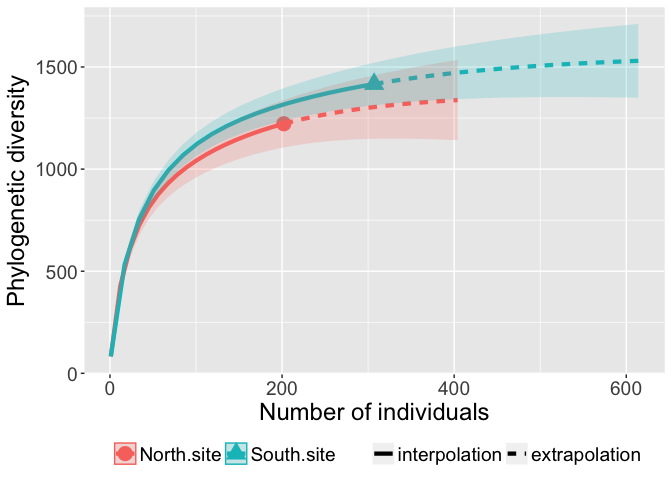 Phylogenetic diversity
1500
1000
500
0
0 200 400 600
Number of individuals
North.site South.site interpolation extrapolation